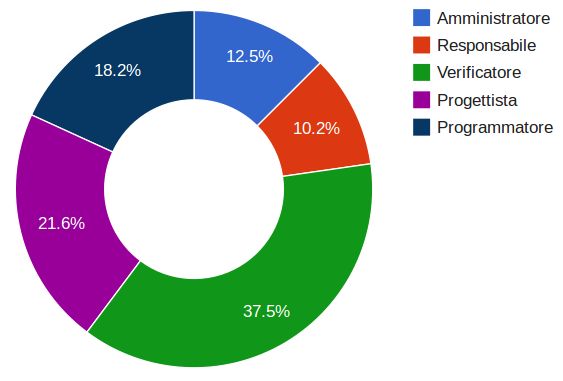 Amministratore
Responsabile
Verificatore
Progettista
Programmatore
12.5%
10.2%
37.5%
21.6%
18.2%